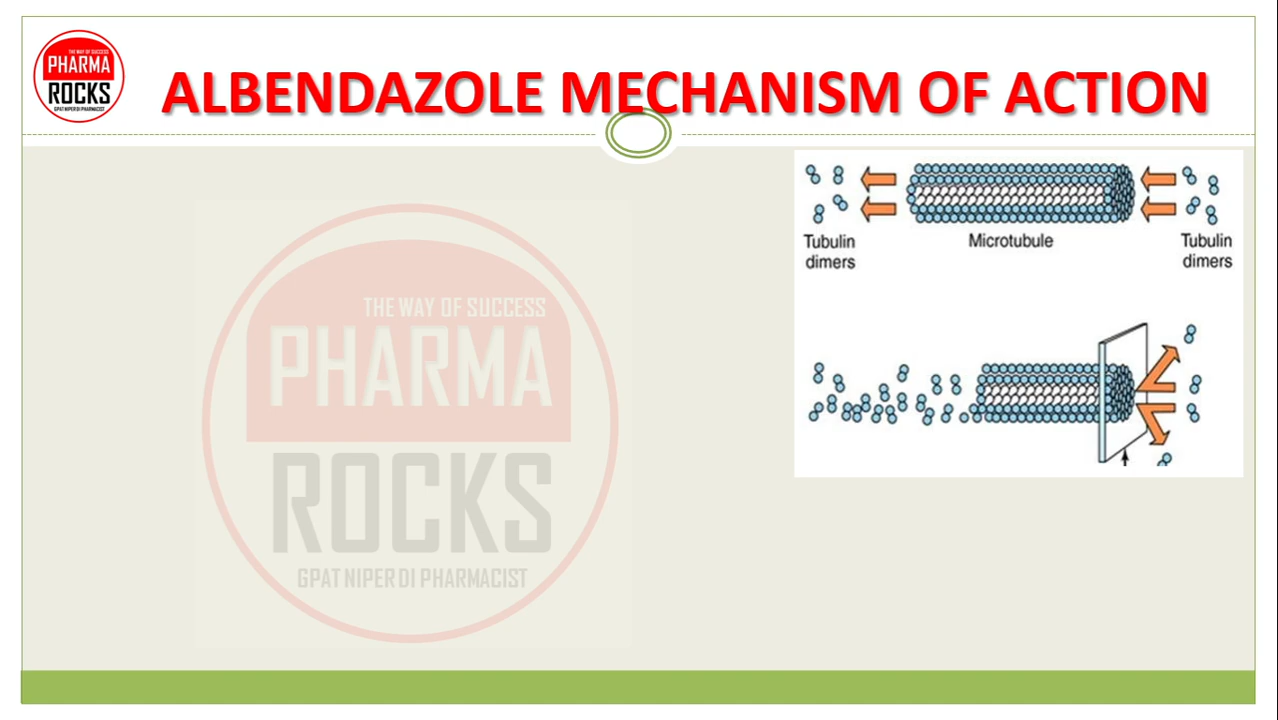 THE WAY OF SUCCESS
PHARMA
ROCKS
GPAT NIPER DI PHARMACIST
ALBENDAZOLE MECHANISM OF ACTION
Tubulin
dimers
Microtubule
Tubulin
dimers
THE WAY OF SUCCESS
PHARMA
ROCKS
GPAT NIPER DI PHARMACIST